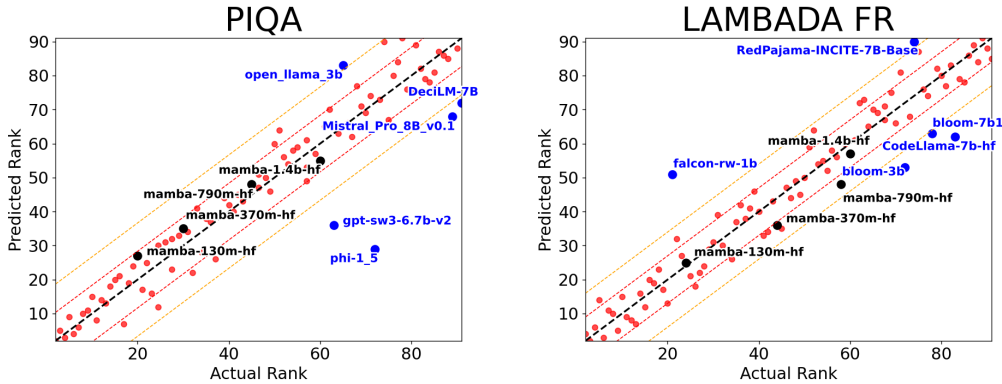 PIQA
90
80
70
60
50
40
30
20
10
20
40
60
80
Predicted Rank
Actual Rank
open_llama_3b
DeciLM-7B
Mistral_Pro_8B_v0.1
mamba-1.4b-hf
mamba-790m-hf
mamba-370m-hf
gpt-sw3-6.7b-v2
mamba-130m-hf
phi-1_5
LAMBADA FR
90
80
70
60
50
40
30
20
10
20
40
60
80
Predicted Rank
Actual Rank
RedPajama-INCITE-7B-Base
bloom-7b1
mamba-1.4b-hf
CodeLlama-7b-hf
falcon-rw-1b
bloom-3b
mamba-790m-hf
mamba-370m-hf
mamba-130m-hf